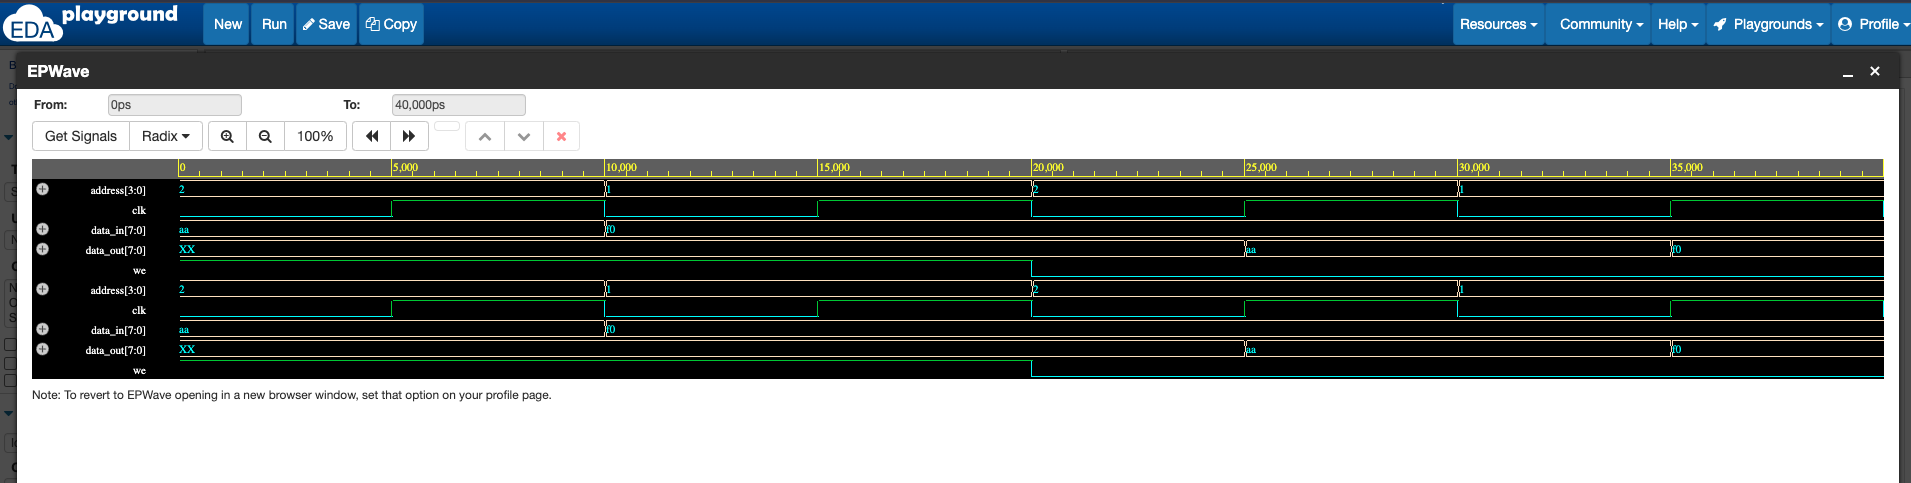 EDA playground New Run Save Copy Resources Community Help Playgrounds Profile
EPWave
From: 0ps To: 40,000ps
Get Signals Radix 100%
0 5,000 10,000 15,000 20,000 25,000 30,000 35,000
address[3:0] 2 1 2 1
clk
data_in[7:0] aa f0
data_out[7:0] XX aa f0
we
address[3:0] 2 1 2 1
clk
data_in[7:0] aa f0
data_out[7:0] XX aa f0
we
Note: To revert to EPWave opening in a new browser window, set that option on your profile page.